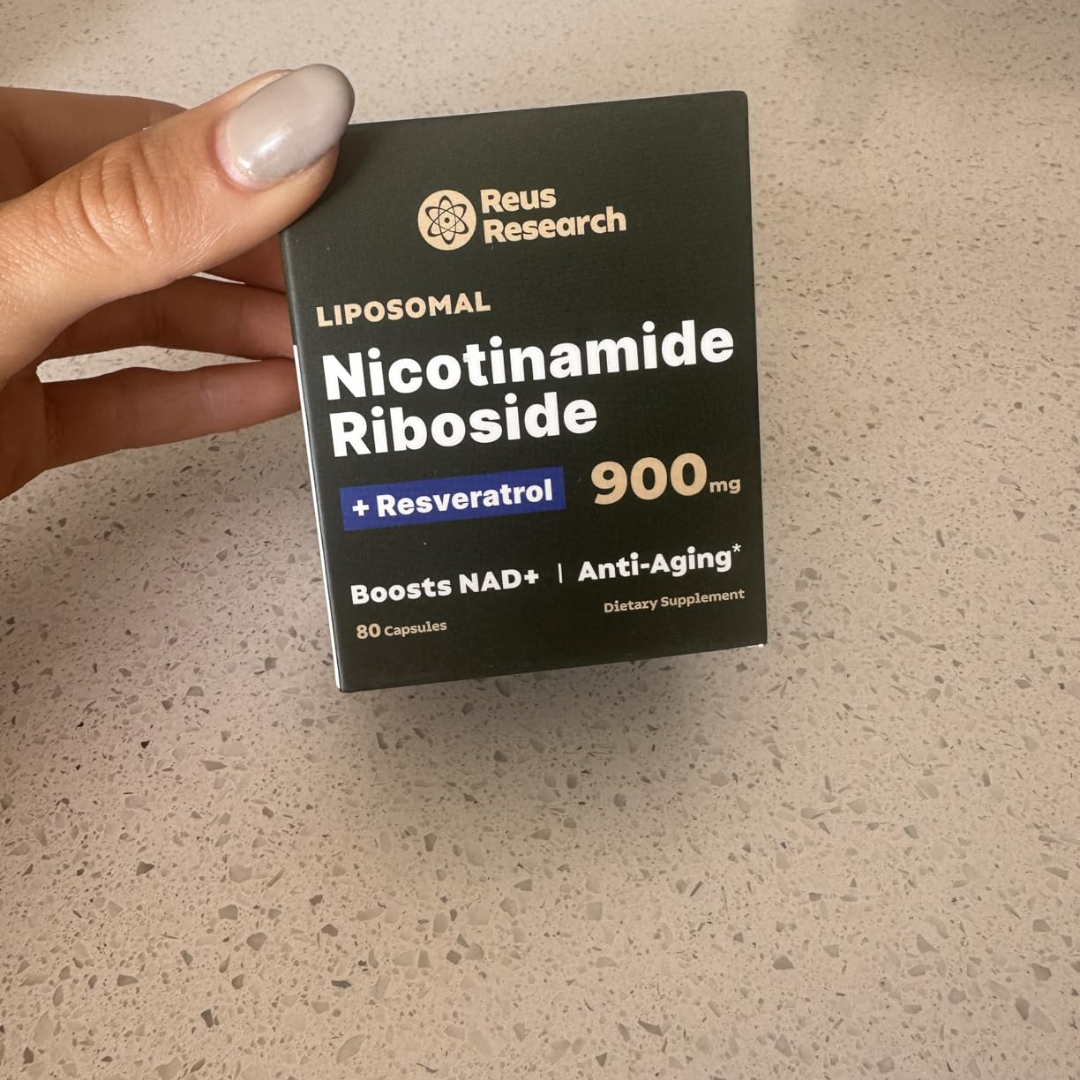 Reus
Research
LIPOSOMAL
Nicotinamide
Riboside
+ Resveratrol 900mg
Boosts NAD+ | Anti-Aging*
80 Capsules Dietary Supplement